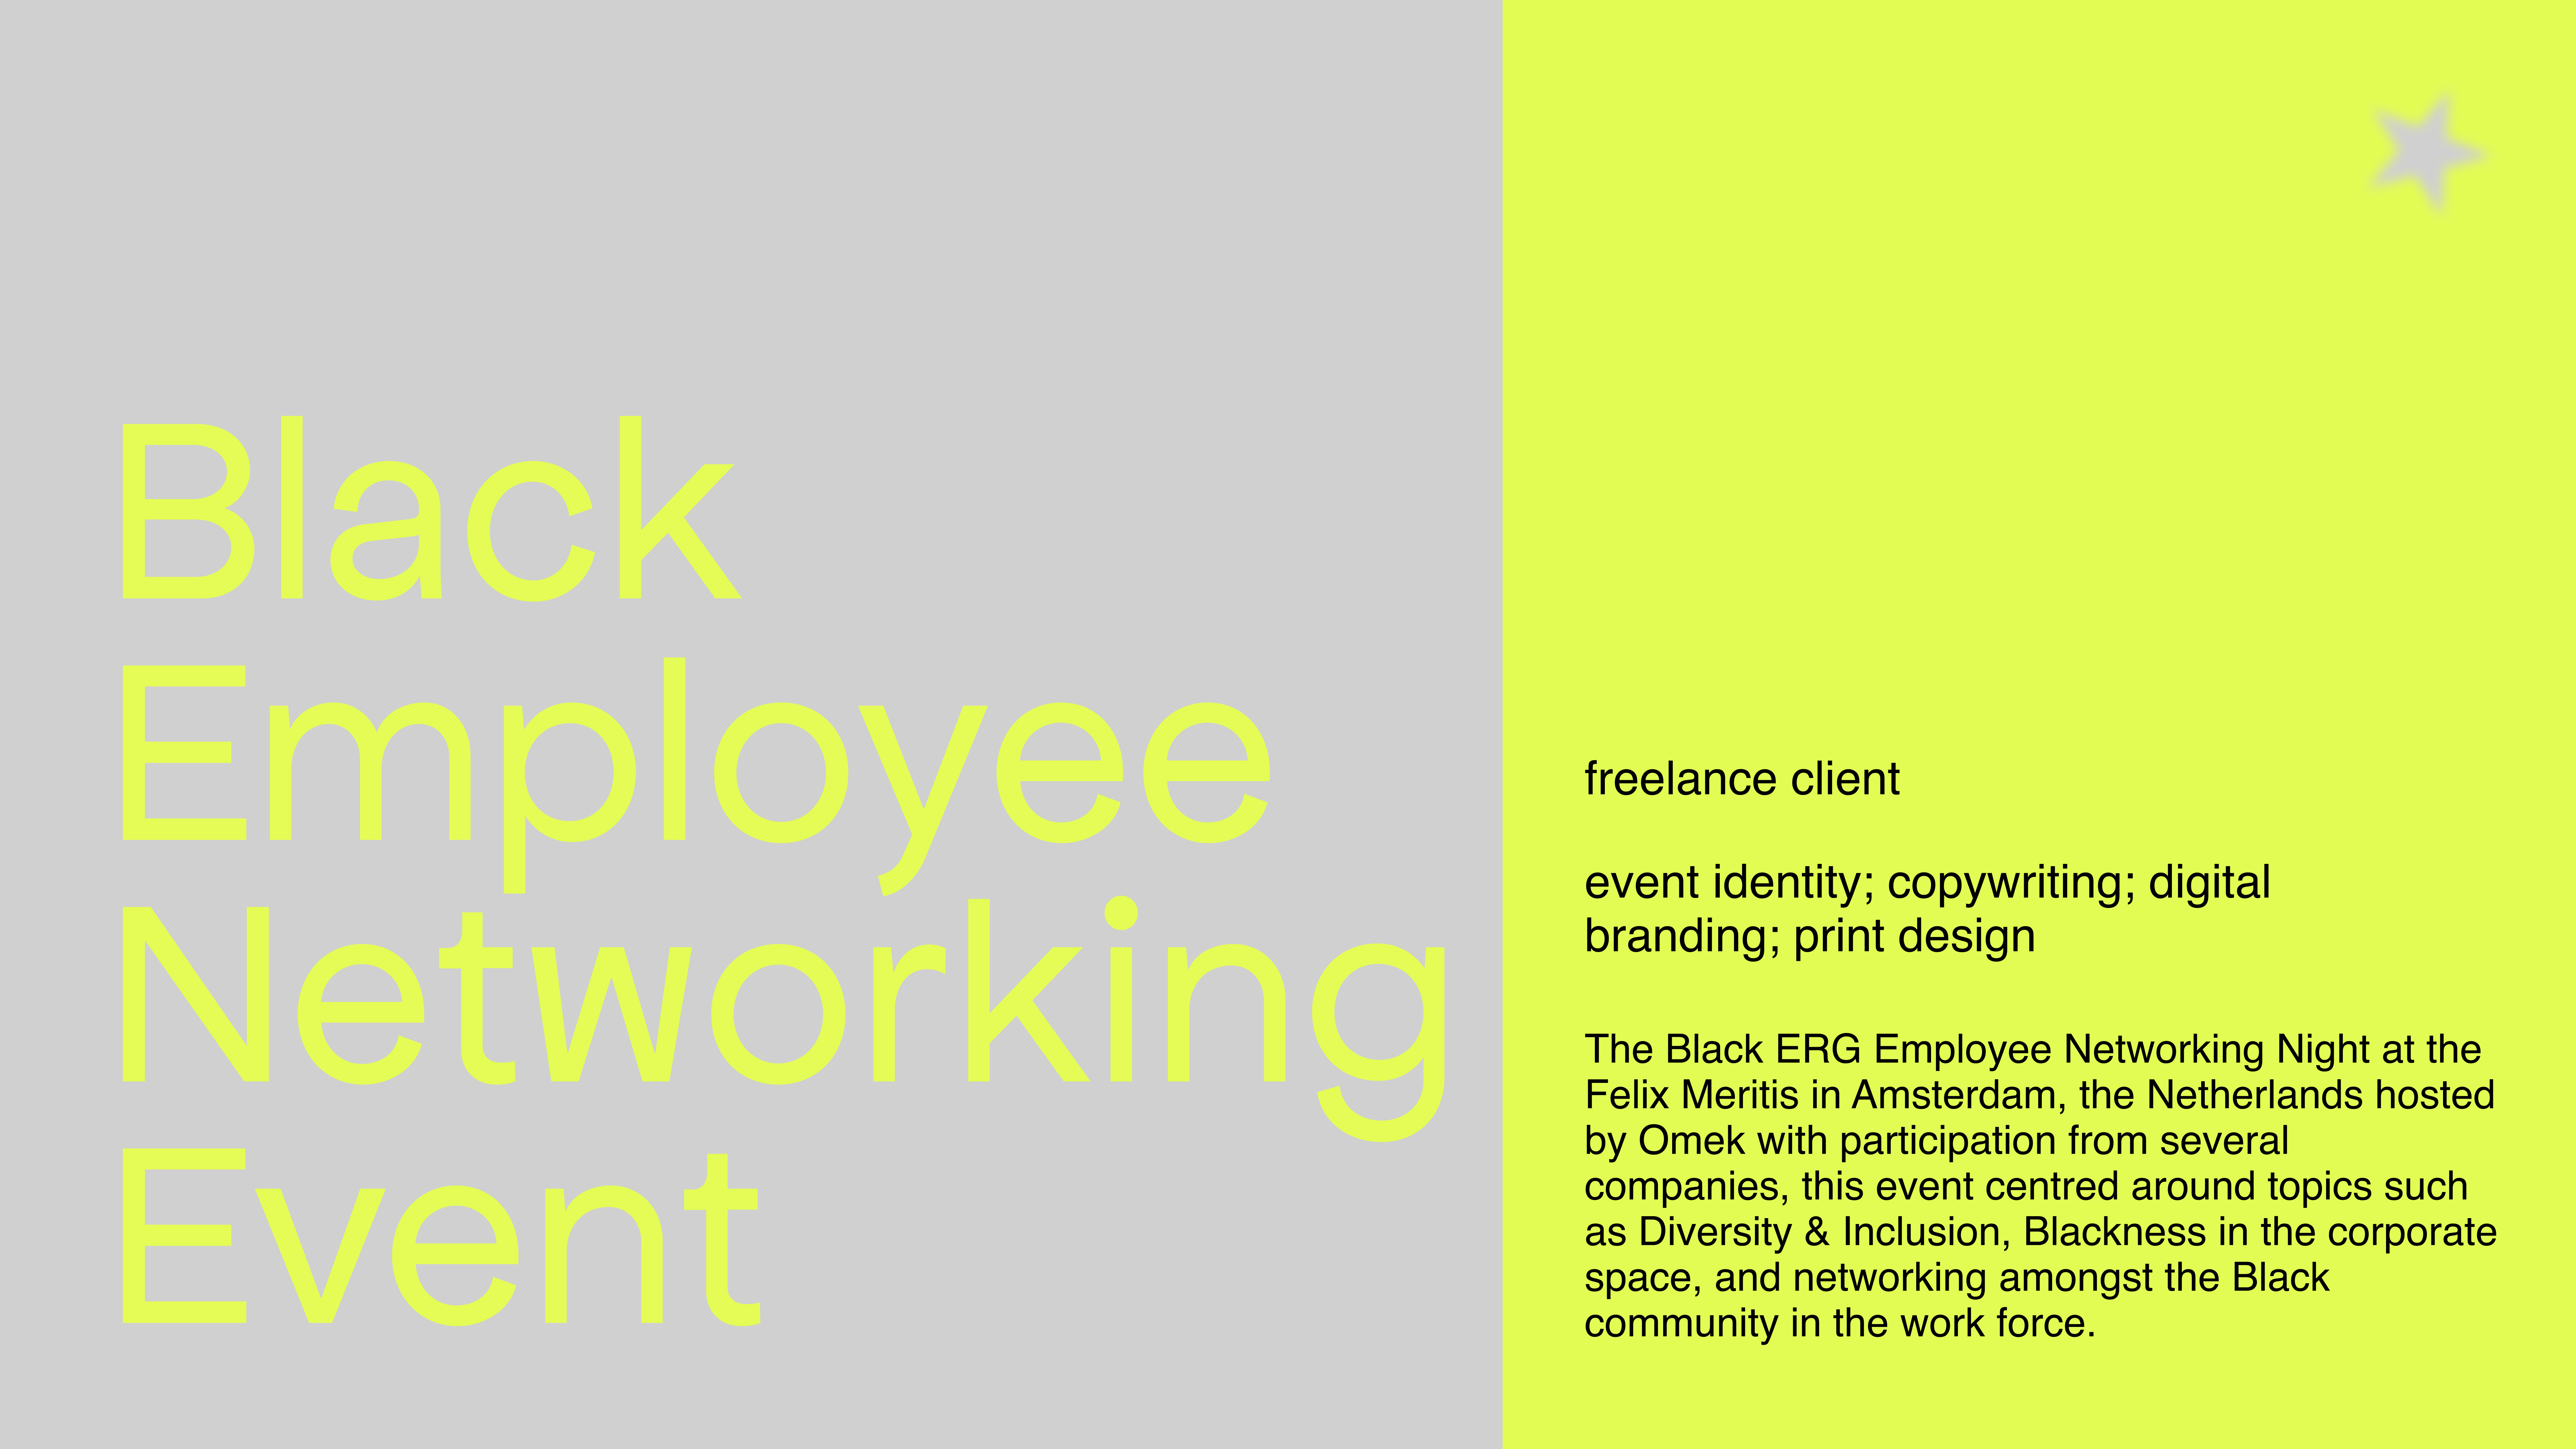 Black
Employee
Networking
Event
freelance client
event identity; copywriting; digital
branding; print design
The Black ERG Employee Networking Night at the
Felix Meritis in Amsterdam, the Netherlands hosted
by Omek with participation from several
companies, this event centred around topics such
as Diversity & Inclusion, Blackness in the corporate
space, and networking amongst the Black
community in the work force.